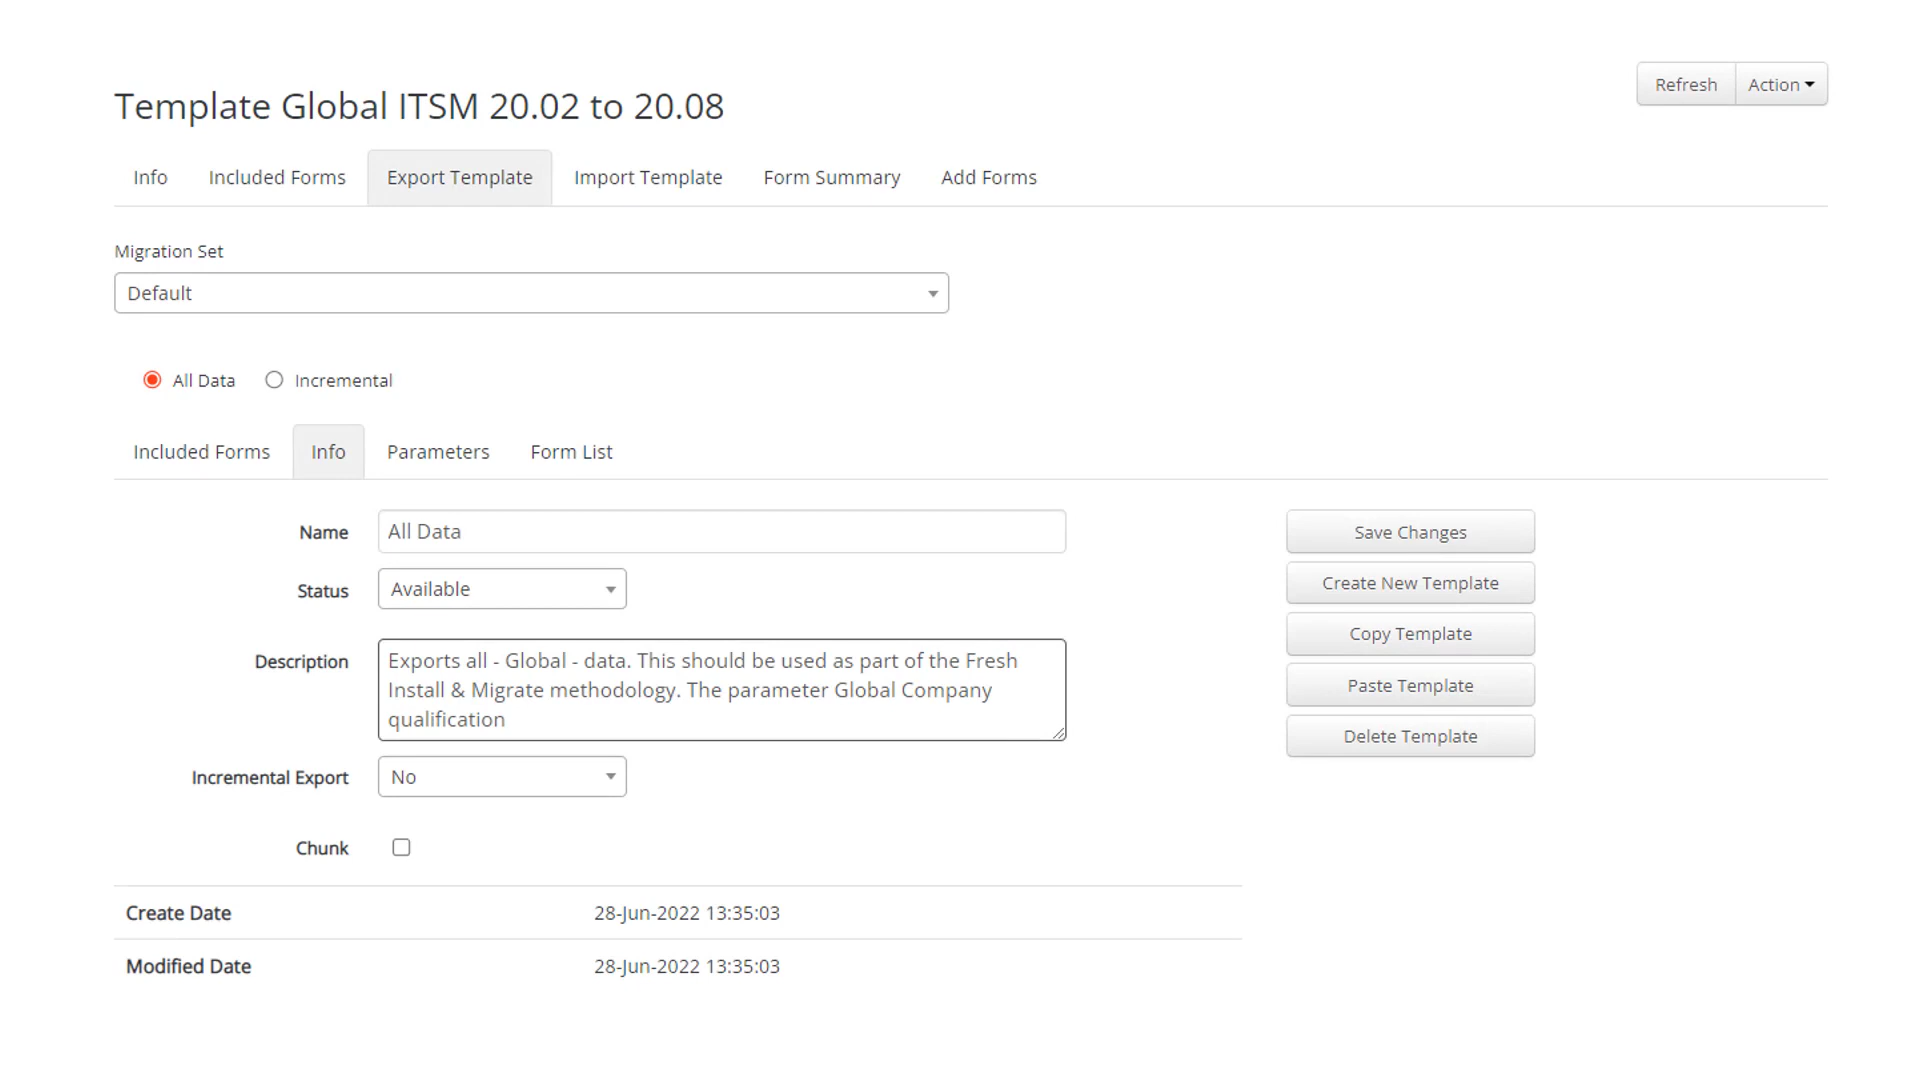 Refresh
Action
Template Global ITSM 20.02 to 20.08
Info
Included Forms
Export Template
Import Template
Form Summary
Add Forms
Migration Set
Default
All Data
Incremental
Included Forms
Info
Parameters
Form List
Name
All Data
Status
Available
Description
Exports all - Global - data. This should be used as part of the Fresh
Install & Migrate methodology. The parameter Global Company
qualification
Incremental Export
No
Chunk
Save Changes
Create New Template
Copy Template
Paste Template
Delete Template
Create Date
28-Jun-2022 13:35:03
Modified Date
28-Jun-2022 13:35:03